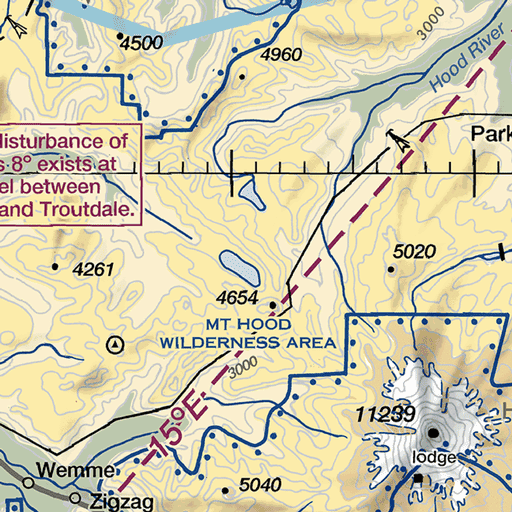 4500
4960
3000
Hood River
disturbance of
8° exists at
between
and Troutdale.
Park
5020
4261
4654
MT HOOD
WILDERNESS AREA
3000
15°E
11239
lodge
Wemme
Zigzag
5040